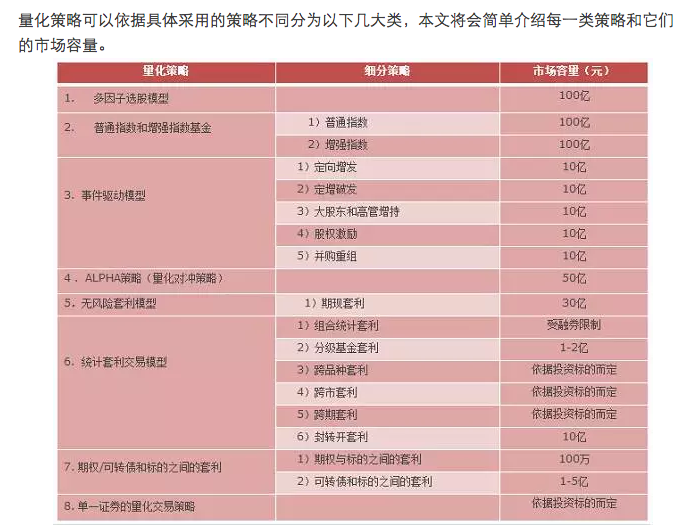 量化策略可以依据具体采用的策略不同分为以下几大类，本文将会简单介绍每一类策略和它们
的市场容量。
量化策略 细分策略 市场容量（元）
1. 多因子选股模型 100亿
2. 普通指数和增强指数基金 1）普通指数 100亿
2）增强指数 100亿
3. 事件驱动模型 1）定向增发 10亿
2）定增破发 10亿
3）大股东和高管增持 10亿
4）股权激励 10亿
5）并购重组 10亿
4．ALPHA策略（量化对冲策略） 50亿
5. 无风险套利模型 1）期现套利 30亿
6. 统计套利交易模型 1）组合统计套利 受融券限制
2）分级基金套利 1-2亿
3）跨品种套利 依据投资标的而定
4）跨市套利 依据投资标的而定
5）跨期套利 依据投资标的而定
6）封转开套利 10亿
7. 期权/可转债和标的之间的套利 1）期权与标的之间的套利 100万
2）可转债和标的之间的套利 1-5亿
8. 单一证券的量化交易策略 依据投资标的而定